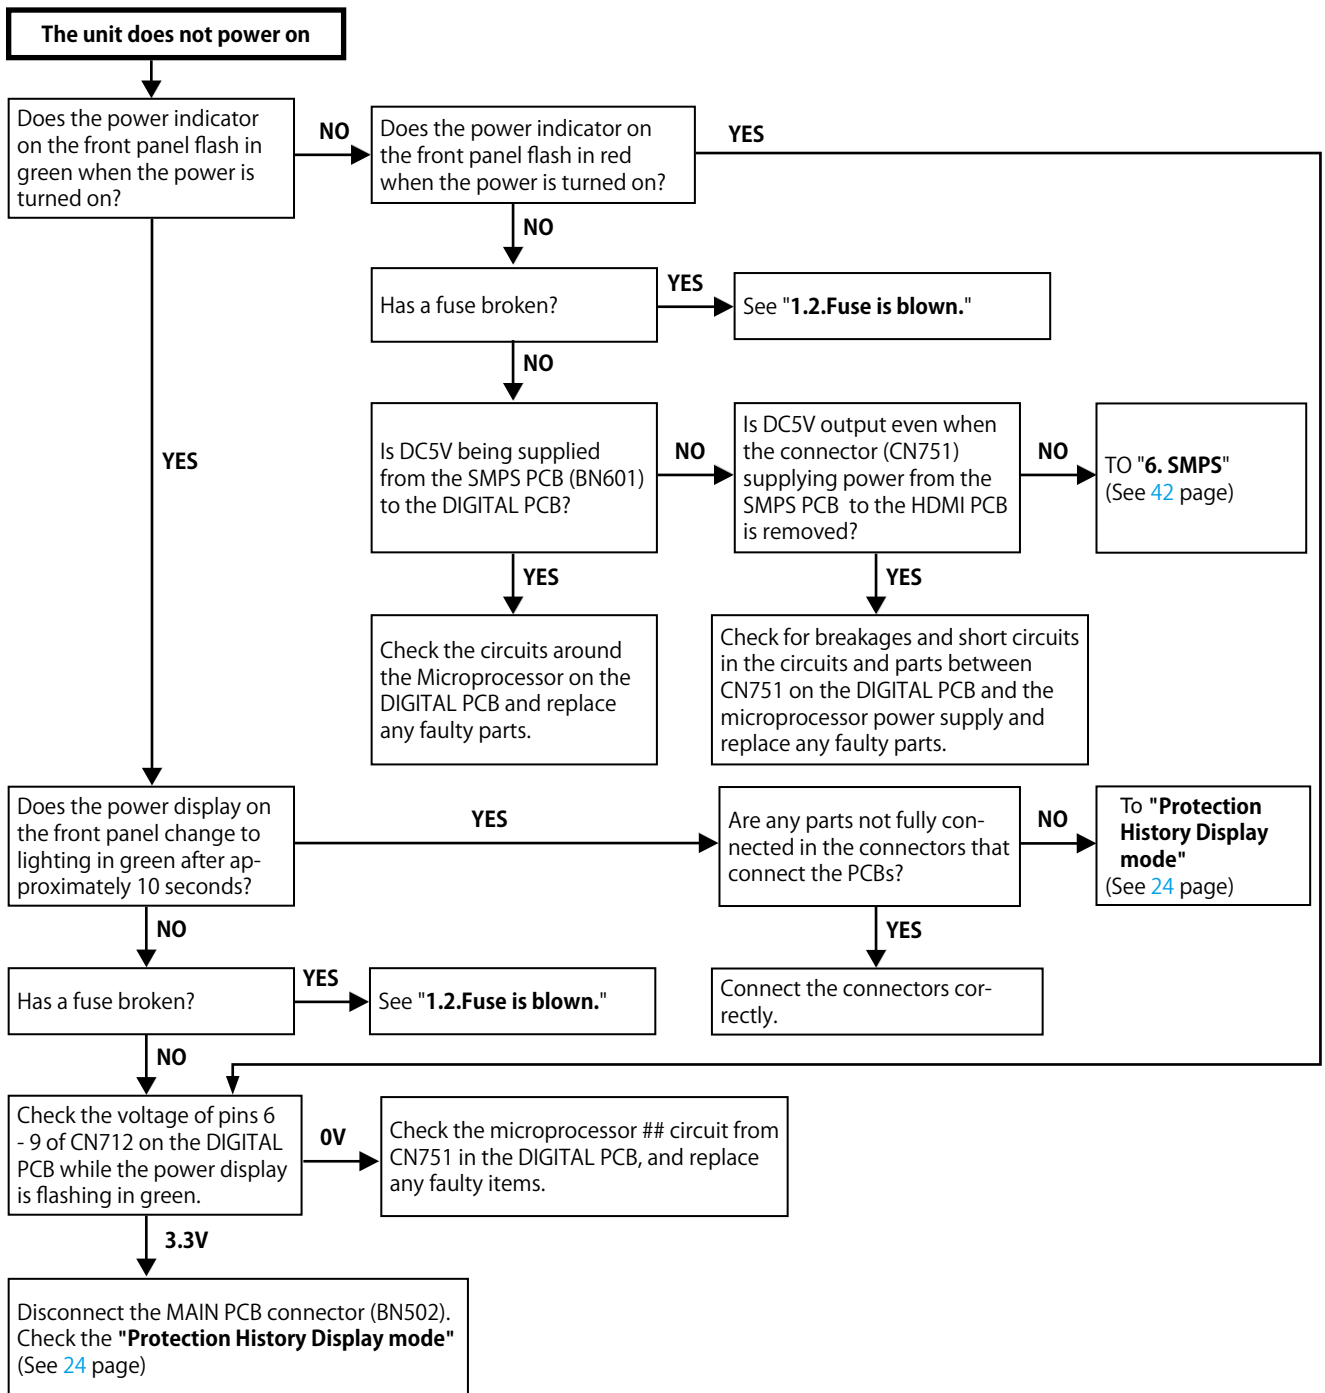 The unit does not power on
Does the power indicator
on the front panel flash in
green when the power is
turned on?
NO
Does the power indicator on
the front panel flash in red
when the power is turned on?
YES
NO
Has a fuse broken?
YES
See "1.2.Fuse is blown."
NO
YES
Is DC5V being supplied
from the SMPS PCB (BN601)
to the DIGITAL PCB?
NO
Is DC5V output even when
the connector (CN751)
supplying power from the
SMPS PCB to the HDMI PCB
is removed?
NO
TO "6. SMPS"
(See 42 page)
YES
YES
Check the circuits around
the Microprocessor on the
DIGITAL PCB and replace
any faulty parts.
Check for breakages and short circuits
in the circuits and parts between
CN751 on the DIGITAL PCB and the
microprocessor power supply and
replace any faulty parts.
Does the power display on
the front panel change to
lighting in green after ap-
proximately 10 seconds?
YES
Are any parts not fully con-
nected in the connectors that
connect the PCBs?
NO
To "Protection
History Display
mode"
(See 24 page)
NO
YES
Has a fuse broken?
YES
See "1.2.Fuse is blown."
Connect the connectors cor-
rectly.
NO
Check the voltage of pins 6
- 9 of CN712 on the DIGITAL
PCB while the power display
is flashing in green.
0V
Check the microprocessor ## circuit from
CN751 in the DIGITAL PCB, and replace
any faulty items.
3.3V
Disconnect the MAIN PCB connector (BN502).
Check the "Protection History Display mode"
(See 24 page)